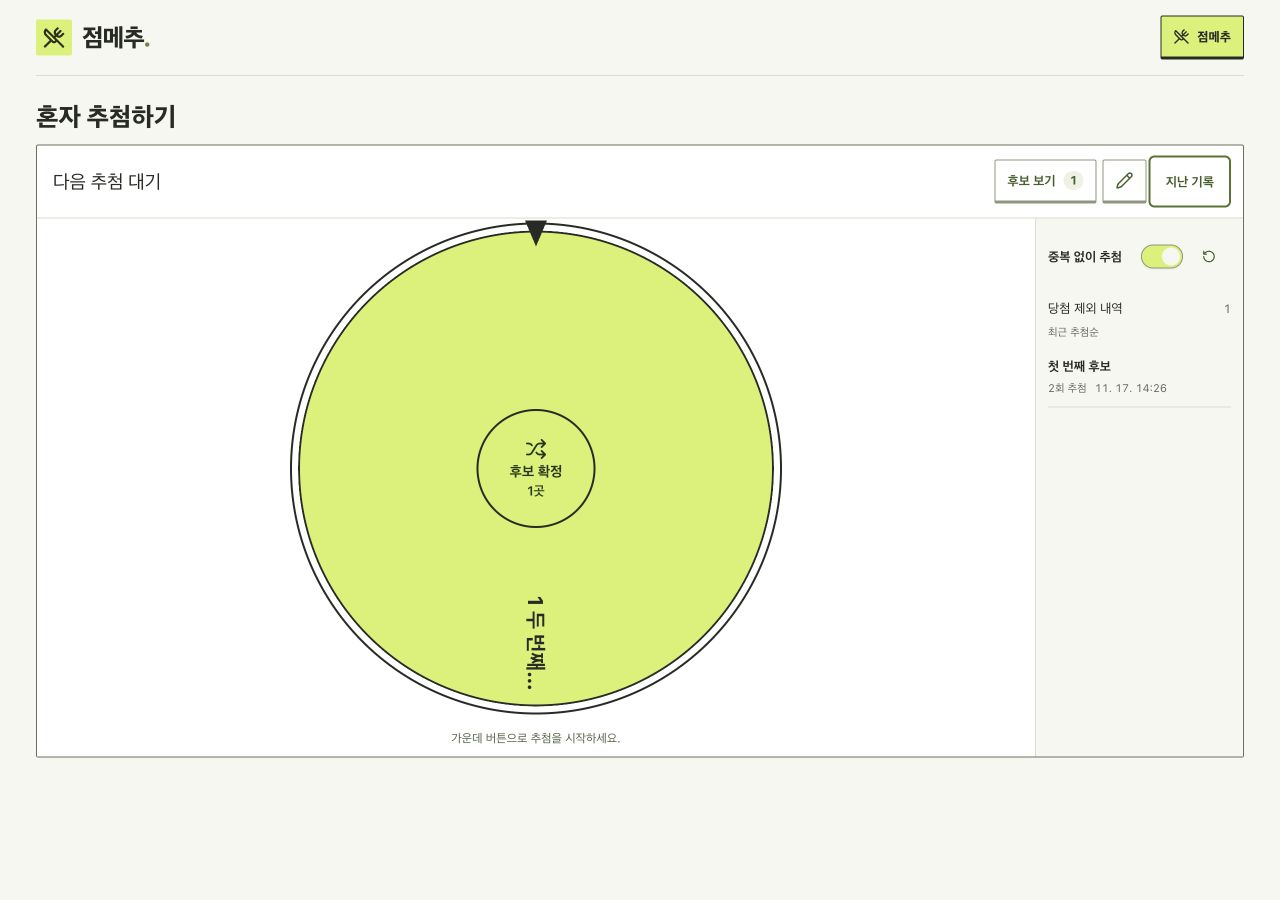 점메추.
점메추
혼자 추첨하기
다음 추첨 대기
후보 보기 1
지난 기록
중복 없이 추첨
당첨 제외 내역 1
최근 추첨순
첫 번째 후보
2회 추첨 11. 17. 14:26
후보 확정
1곳
1 두 번째...
가운데 버튼으로 추첨을 시작하세요.